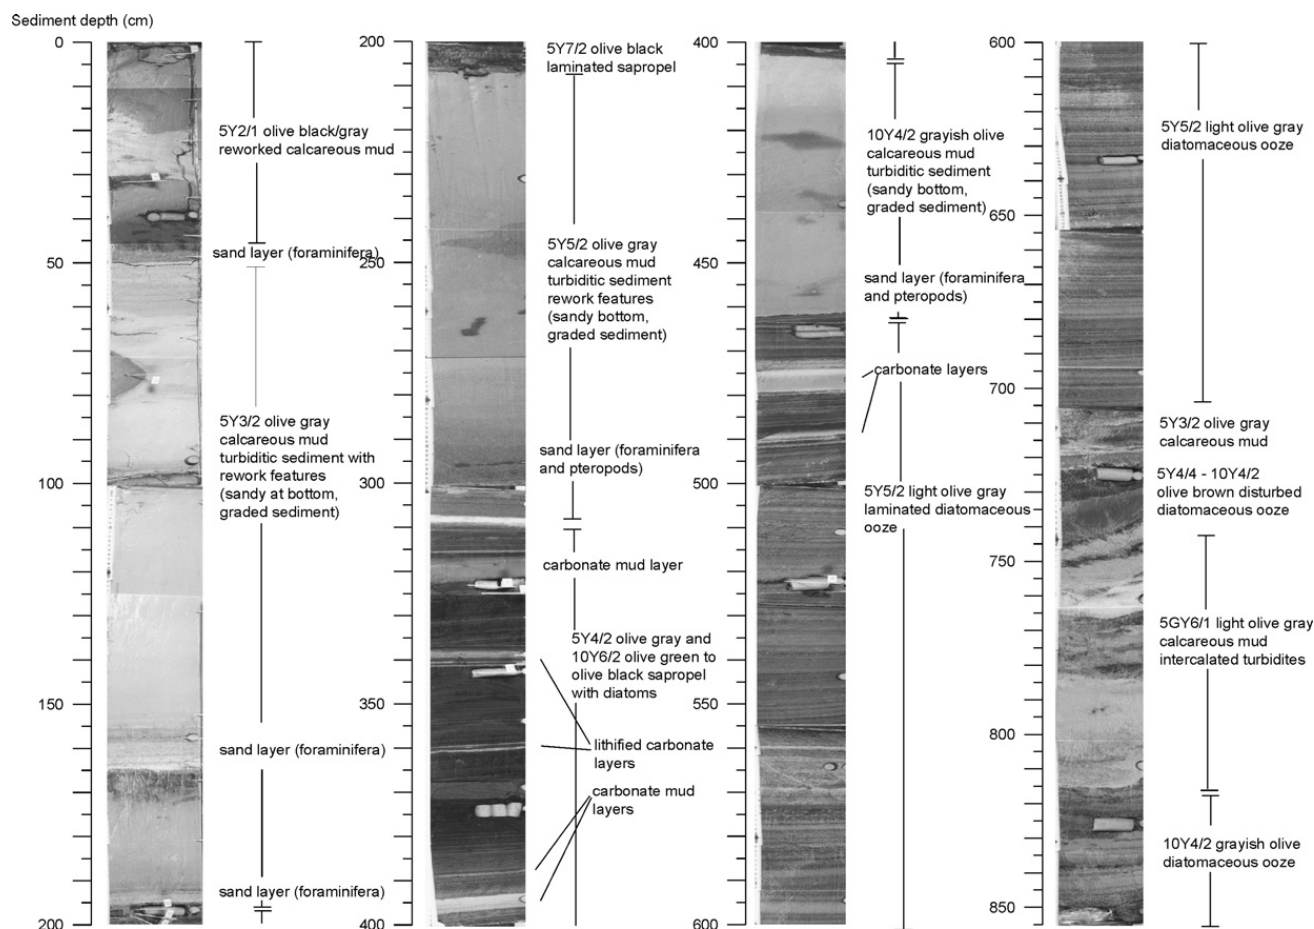 Sediment depth (cm)
0
50
100
150
200
5Y2/1 olive black/gray
reworked calcareous mud
sand layer (foraminifera)
5Y3/2 olive gray
calcareous mud
turbiditic sediment with
rework features
(sandy at bottom,
graded sediment)
sand layer (foraminifera)
sand layer (foraminifera)
200
250
300
350
400
5Y7/2 olive black
laminated sapropel
5Y5/2 olive gray
calcareous mud
turbiditic sediment
rework features
(sandy bottom,
graded sediment)
sand layer (foraminifera
and pteropods)
carbonate mud layer
5Y4/2 olive gray and
10Y6/2 olive green to
olive black sapropel
with diatoms
lithified carbonate
layers
carbonate mud
layers
400
450
500
550
600
10Y4/2 grayish olive
calcareous mud
turbiditic sediment
(sandy bottom,
graded sediment)
sand layer (foraminifera
and pteropods)
carbonate layers
5Y5/2 light olive gray
laminated diatomaceous
ooze
600
650
700
750
800
850
5Y5/2 light olive gray
diatomaceous ooze
5Y3/2 olive gray
calcareous mud
5Y4/4 - 10Y4/2
olive brown disturbed
diatomaceous ooze
5GY6/1 light olive gray
calcareous mud
intercalated turbidites
10Y4/2 grayish olive
diatomaceous ooze